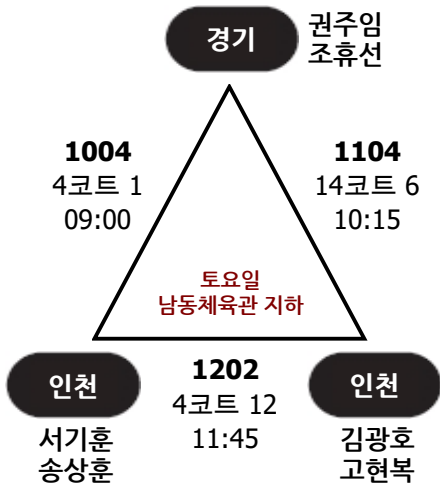 경기
권주임
조휴선
1004
4코트 1
09:00
1104
14코트 6
10:15
토요일
남동체육관 지하
인천
서기훈
송상훈
1202
4코트 12
11:45
인천
김광호
고현복